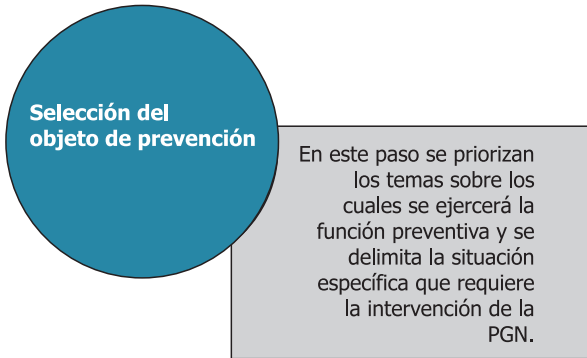 Selección del
objeto de prevención
En este paso se priorizan
los temas sobre los
cuales se ejercerá la
función preventiva y se
delimita la situación
específica que requiere
la intervención de la
PGN.